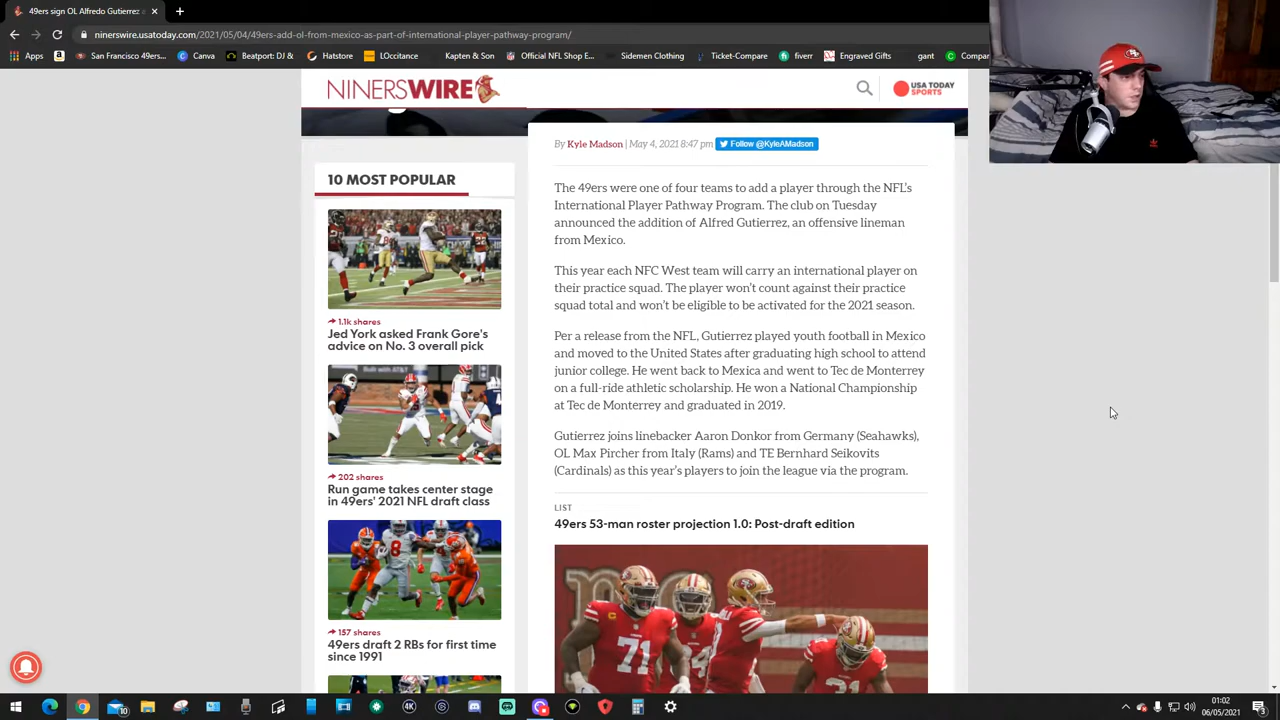 San Francisco 49ers
ninerswire.usatoday.com/2021/05/04/49ers-add-ol-from-mexico-as-part-of-international-player-pathway-program/
Apps
Canva
Beatport: DJ &...
Hatstore
LOccitane
Kapten & Son
Official NFL Shop E...
Sidemen Clothing
Ticket-Compare
fiverr
Engraved Gifts
gant
Comp
NINERSWIRE
USA TODAY
SPORTS
By Kyle Madson | May 4, 2021 8:47 pm Follow @KyleAMadson
10 MOST POPULAR
1.1k shares
Jed York asked Frank Gore's
advice on No. 3 overall pick
202 shares
Run game takes center stage
in 49ers' 2021 NFL draft class
157 shares
49ers draft 2 RBs for first time
since 1991
The 49ers were one of four teams to add a player through the NFL's
International Player Pathway Program. The club on Tuesday
announced the addition of Alfred Gutierrez, an offensive lineman
from Mexico.
This year each NFC West team will carry an international player on
their practice squad. The player won't count against their practice
squad total and won't be eligible to be activated for the 2021 season.
Per a release from the NFL, Gutierrez played youth football in Mexico
and moved to the United States after graduating high school to attend
junior college. He went back to Mexica and went to Tec de Monterrey
on a full-ride athletic scholarship. He won a National Championship
at Tec de Monterrey and graduated in 2019.
Gutierrez joins linebacker Aaron Donkor from Germany (Seahawks),
OL Max Pircher from Italy (Rams) and TE Bernhard Seikovits
(Cardinals) as this year's players to join the league via the program.
LIST
49ers 53-man roster projection 1.0: Post-draft edition
71
31
8
10
4K
01:02
06/05/2021
3